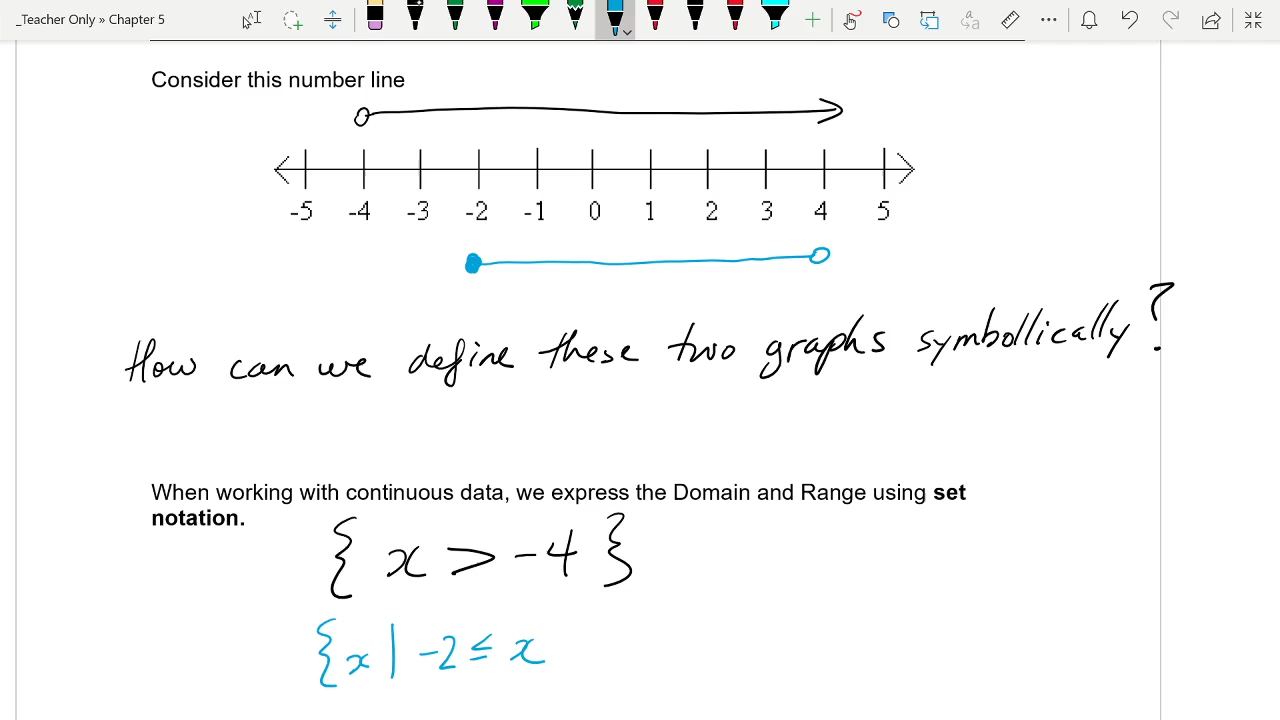 _Teacher Only » Chapter 5
Consider this number line
-5 -4 -3 -2 -1 0 1 2 3 4 5
How can we define these two graphs symbollically?
When working with continuous data, we express the Domain and Range using set
notation.
{ x > -4 }
{ x | -2 ≤ x